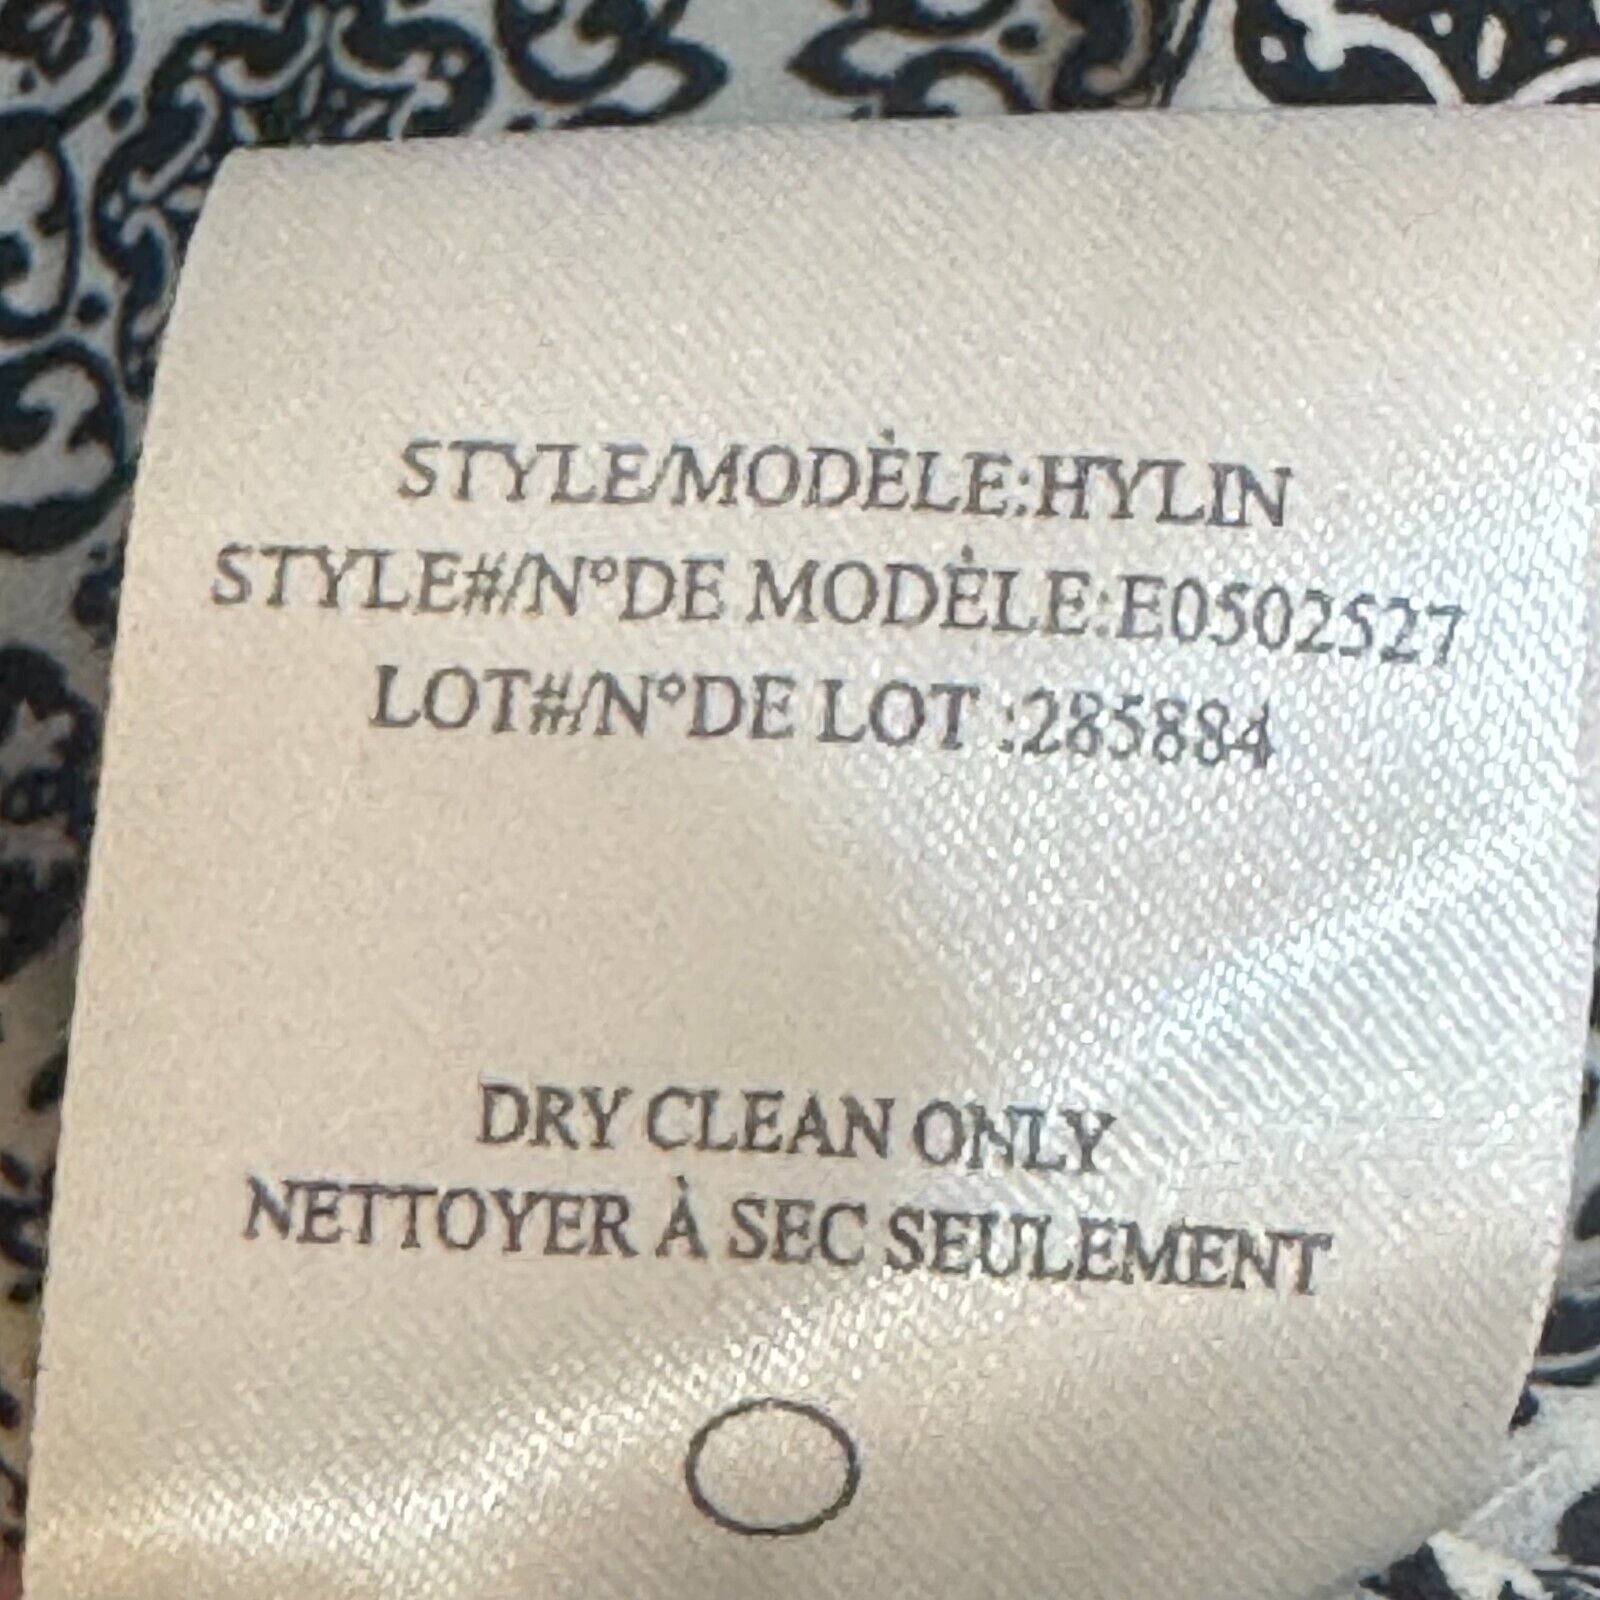 STYLE/MODÈLE:HYLIN
STYLE#/N°DE MODÈLE:E0502527
LOT#/N°DE LOT :285884
DRY CLEAN ONLY
NETTOYER À SEC SEULEMENT